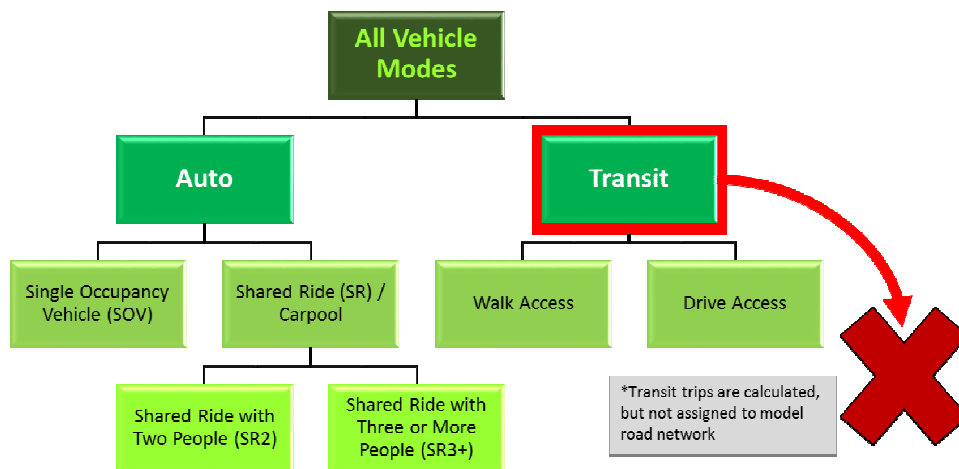 All Vehicle
Modes
Auto
Transit
Single Occupancy
Vehicle (SOV)
Shared Ride (SR) /
Carpool
Walk Access
Drive Access
Shared Ride with
Two People (SR2)
Shared Ride with
Three or More
People (SR3+)
*Transit trips are calculated,
but not assigned to model
road network